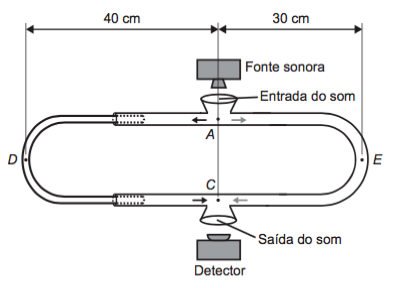 40 cm
30 cm
Fonte sonora
Entrada do som
A
D
E
C
Saída do som
Detector